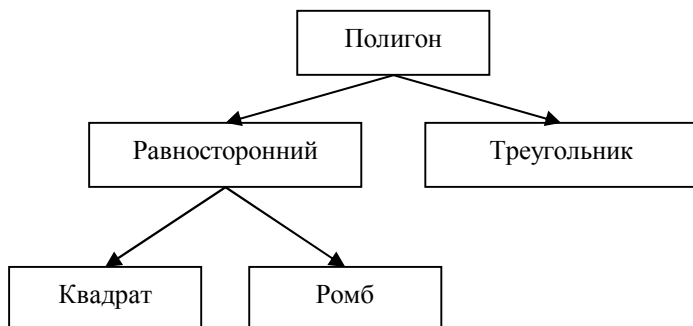 Полигон
Равносторонний
Треугольник
Квадрат
Ромб